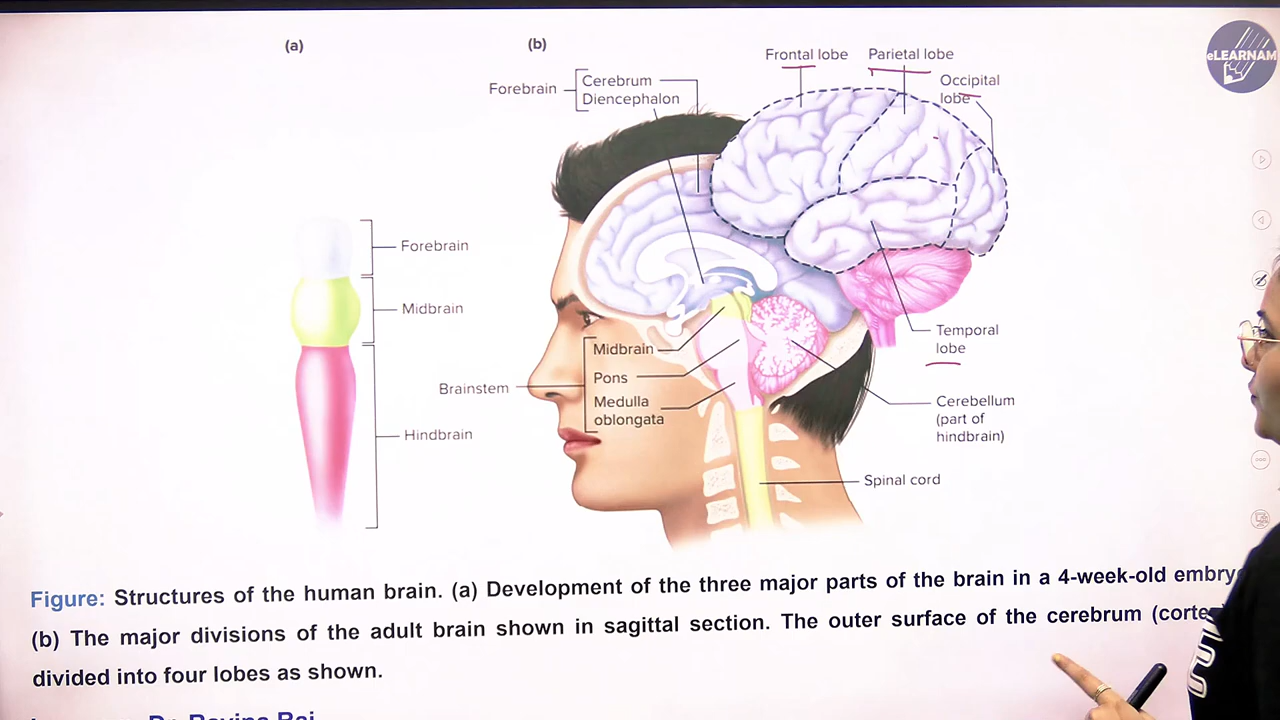 (a)
(b)
Frontal lobe
Parietal lobe
Occipital
lobe
Forebrain
Cerebrum
Diencephalon
eLEARNAM
Forebrain
Midbrain
Hindbrain
Brainstem
Midbrain
Pons
Medulla
oblongata
Temporal
lobe
Cerebellum
(part of
hindbrain)
Spinal cord
Figure: Structures of the human brain. (a) Development of the three major parts of the brain in a 4-week-old
(b) The major divisions of the adult brain shown in sagittal section. The outer surface of the cerebrum
divided into four lobes as shown.